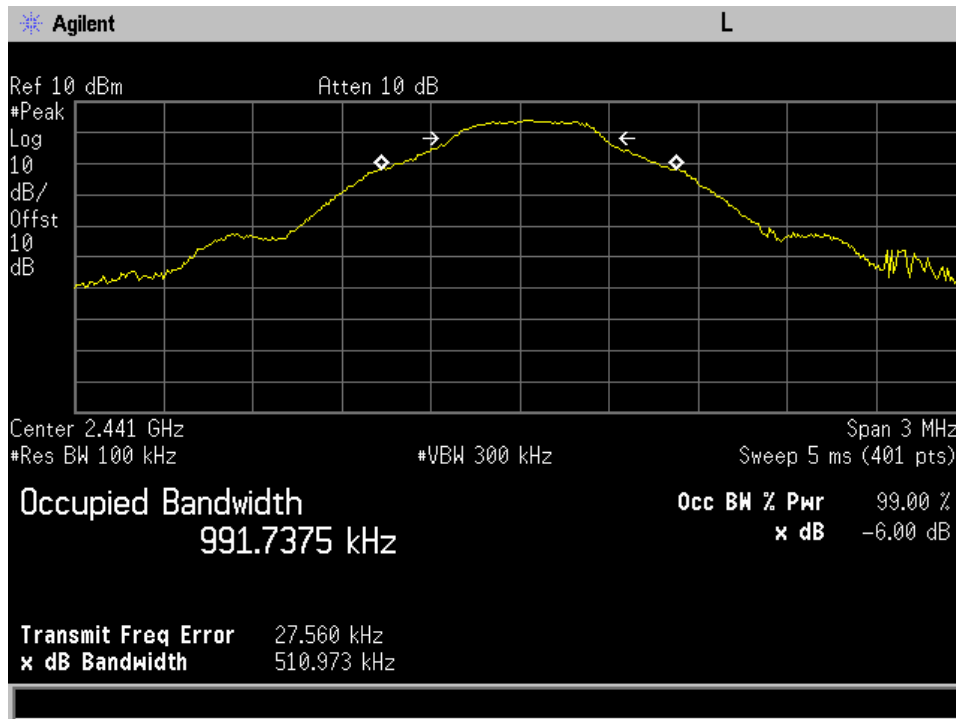 Agilent
L
Ref 10 dBm Atten 10 dB
#Peak
Log
10
dB/
Offst
10
dB
Center 2.441 GHz Span 3 MHz
#Res BW 100 kHz #VBW 300 kHz Sweep 5 ms (401 pts)
Occupied Bandwidth
991.7375 kHz
Occ BW % Pwr 99.00 %
x dB -6.00 dB
Transmit Freq Error 27.560 kHz
x dB Bandwidth 510.973 kHz